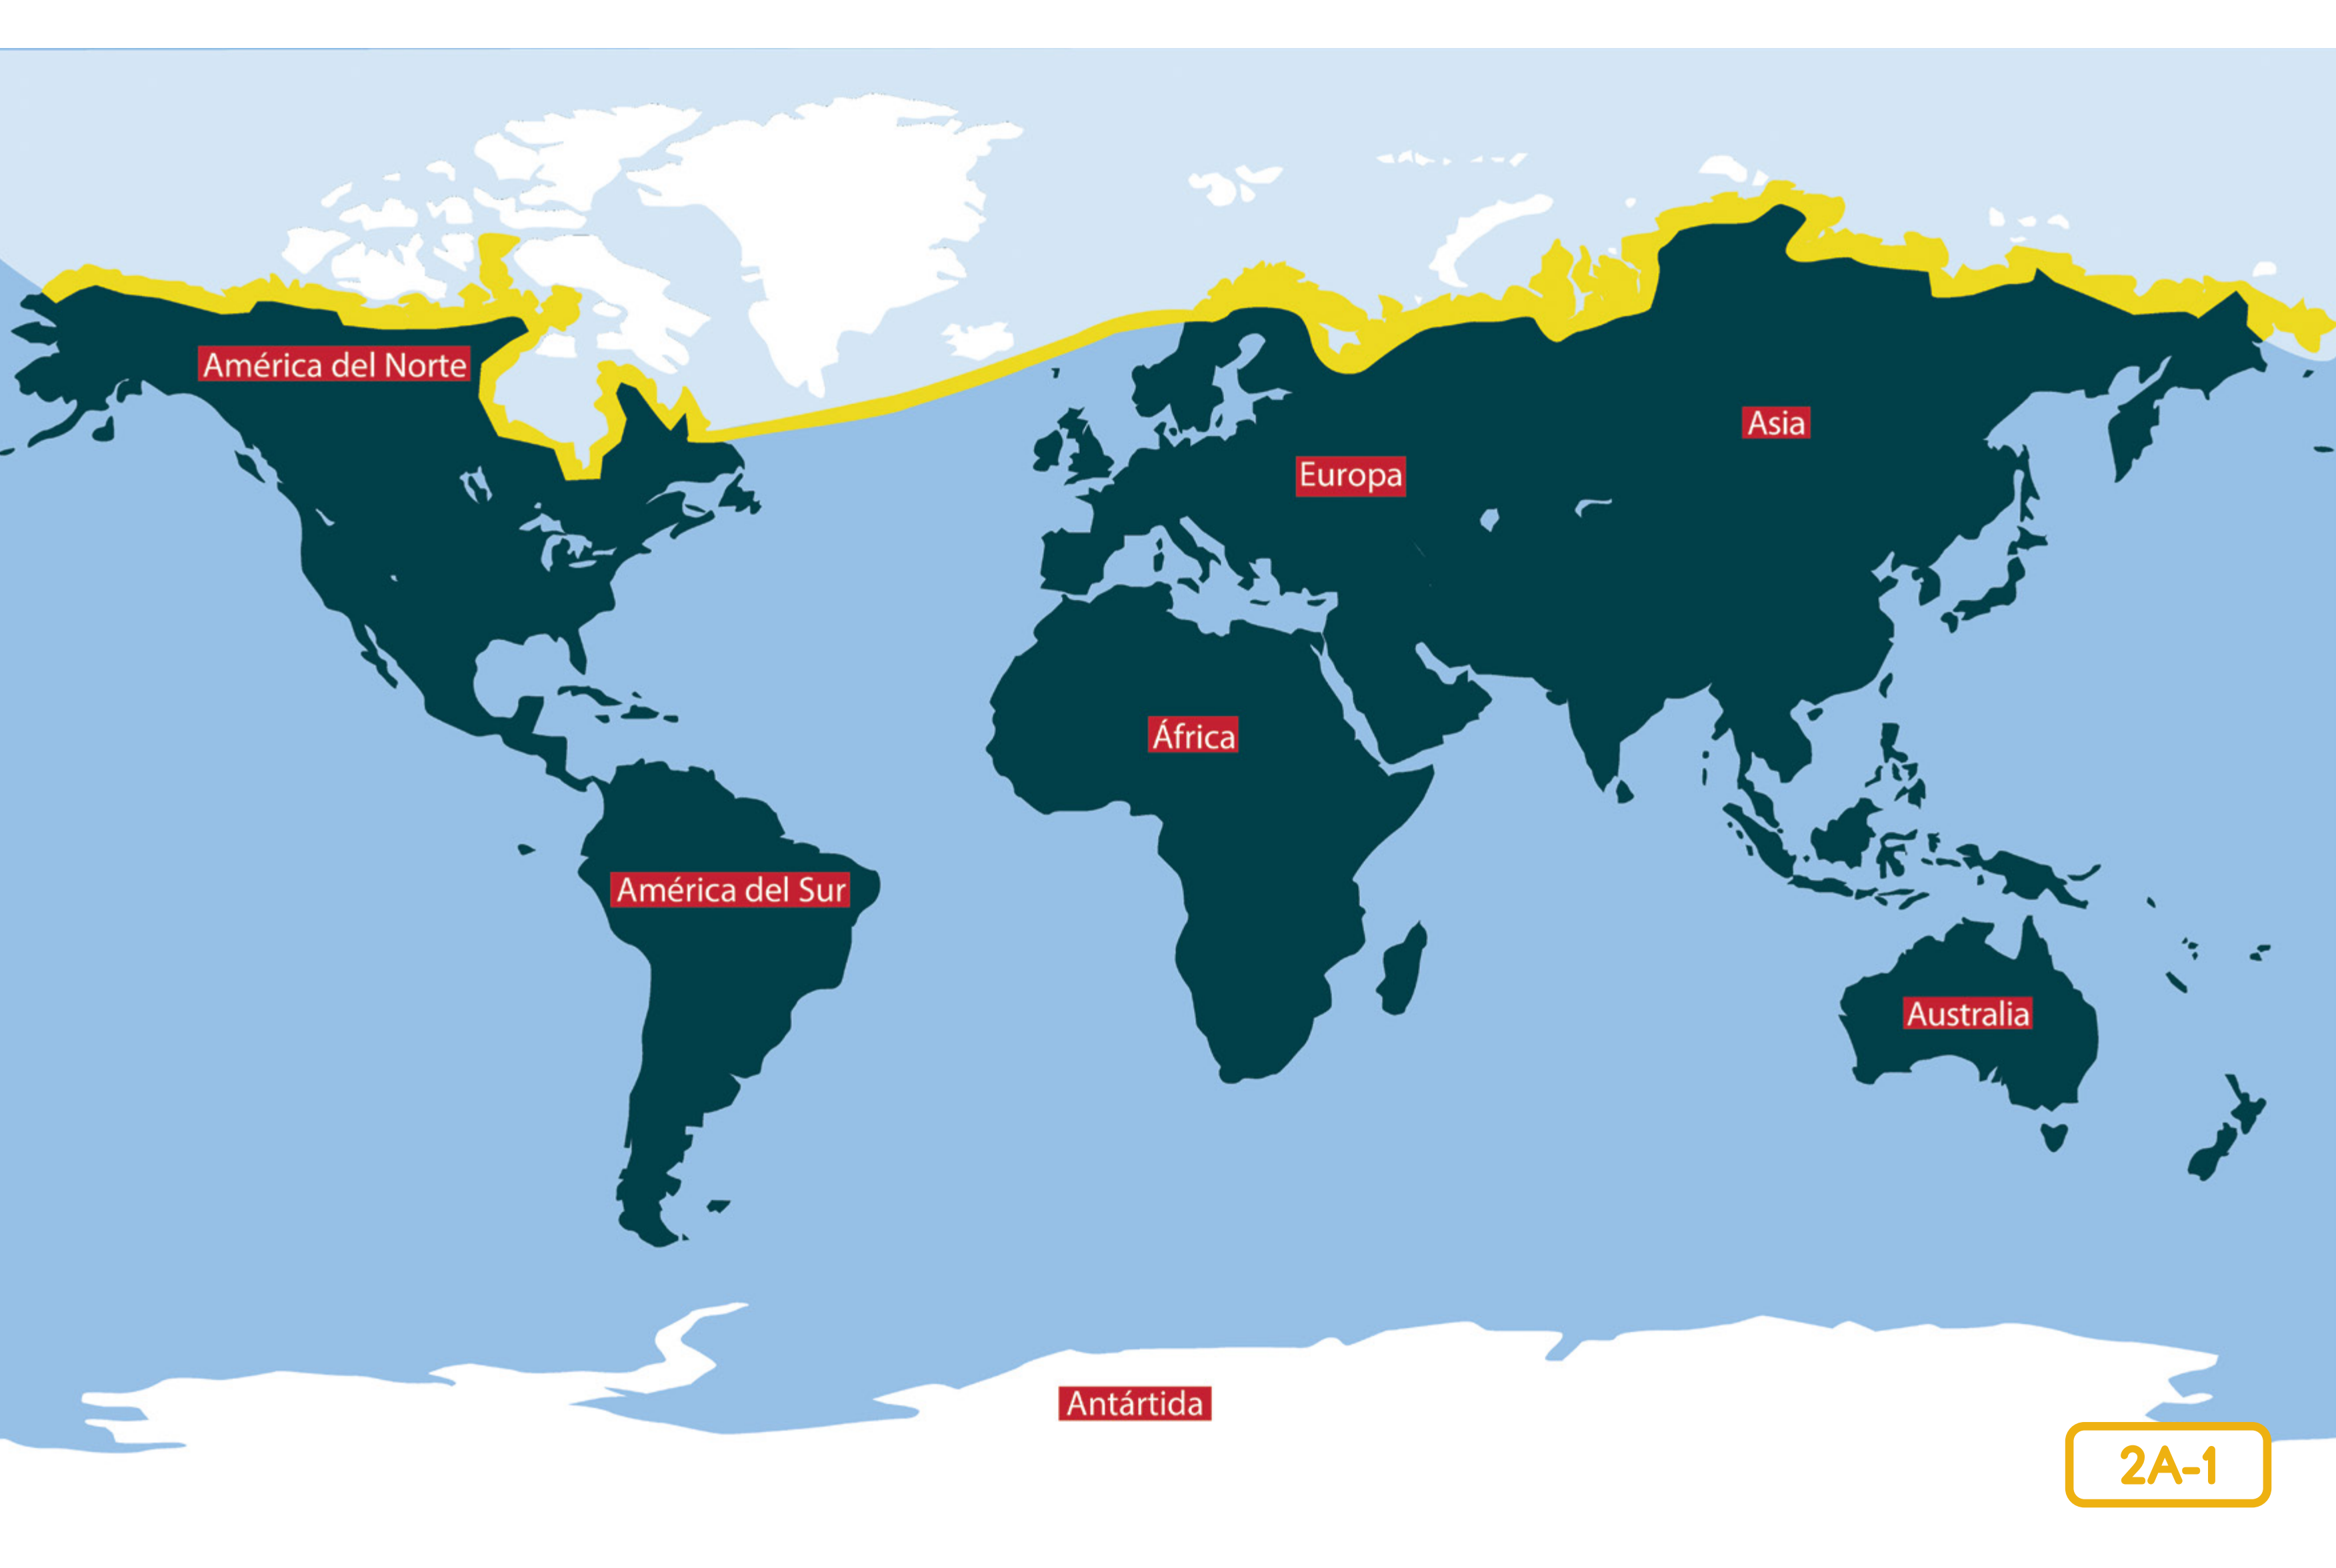 América del Norte
Asia
Europa
África
América del Sur
Australia
Antártida
2A-1